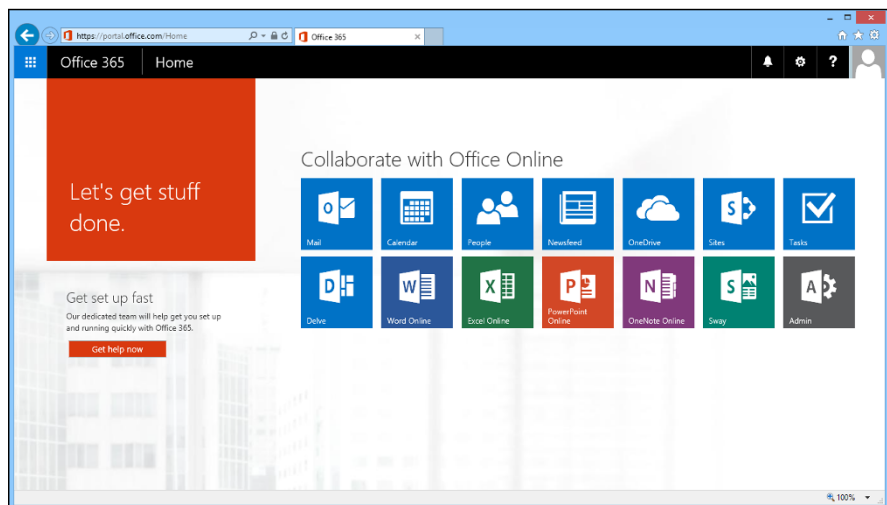 https://portal.office.com/Home
Office 365
Office 365
Home
?
Let's get stuff
done.
Collaborate with Office Online
Mail
Calendar
People
Newsfeed
OneDrive
Sites
Tasks
Delve
Word Online
Excel Online
PowerPoint
Online
OneNote Online
Sway
Admin
Get set up fast
Our dedicated team will help get you set up
and running quickly with Office 365.
Get help now
100%